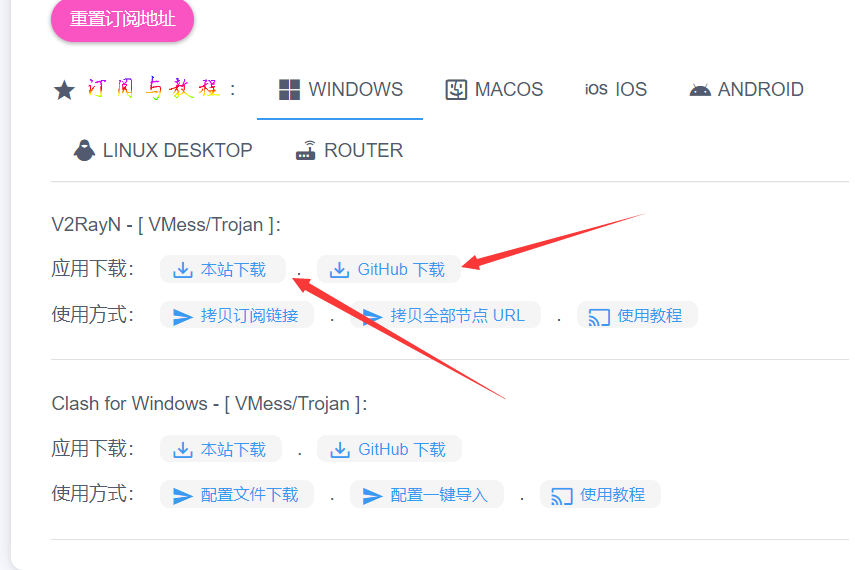 重置订阅地址
订阅与教程 : WINDOWS MACOS iOS IOS ANDROID
LINUX DESKTOP ROUTER
V2RayN - [ VMess/Trojan ]:
应用下载: 本站下载 . GitHub 下载
使用方式: 拷贝订阅链接 . 拷贝全部节点 URL . 使用教程
Clash for Windows - [ VMess/Trojan ]:
应用下载: 本站下载 . GitHub 下载
使用方式: 配置文件下载 . 配置一键导入 . 使用教程